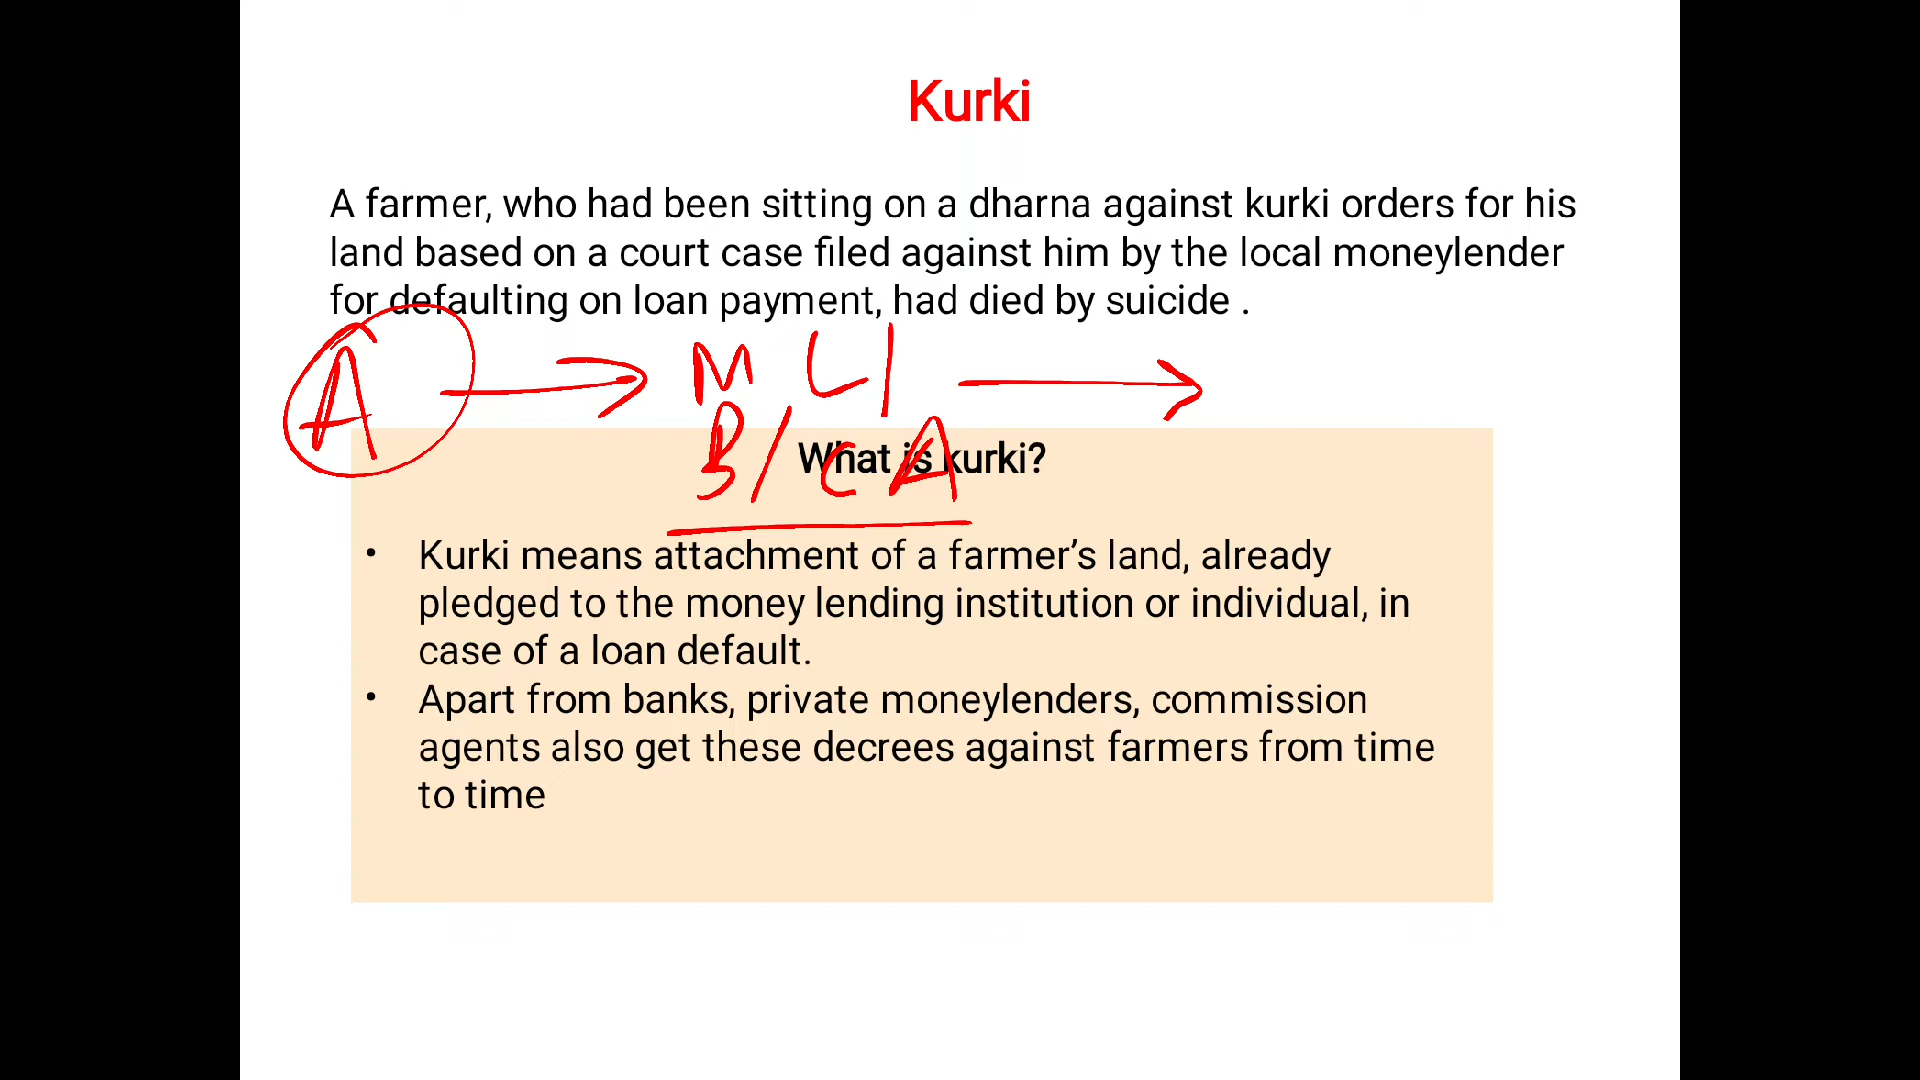 Kurki
A farmer, who had been sitting on a dharna against kurki orders for his
land based on a court case filed against him by the local moneylender
for defaulting on loan payment, had died by suicide .
A → M L / →
B / C A
What is kurki?
• Kurki means attachment of a farmer’s land, already
pledged to the money lending institution or individual, in
case of a loan default.
• Apart from banks, private moneylenders, commission
agents also get these decrees against farmers from time
to time